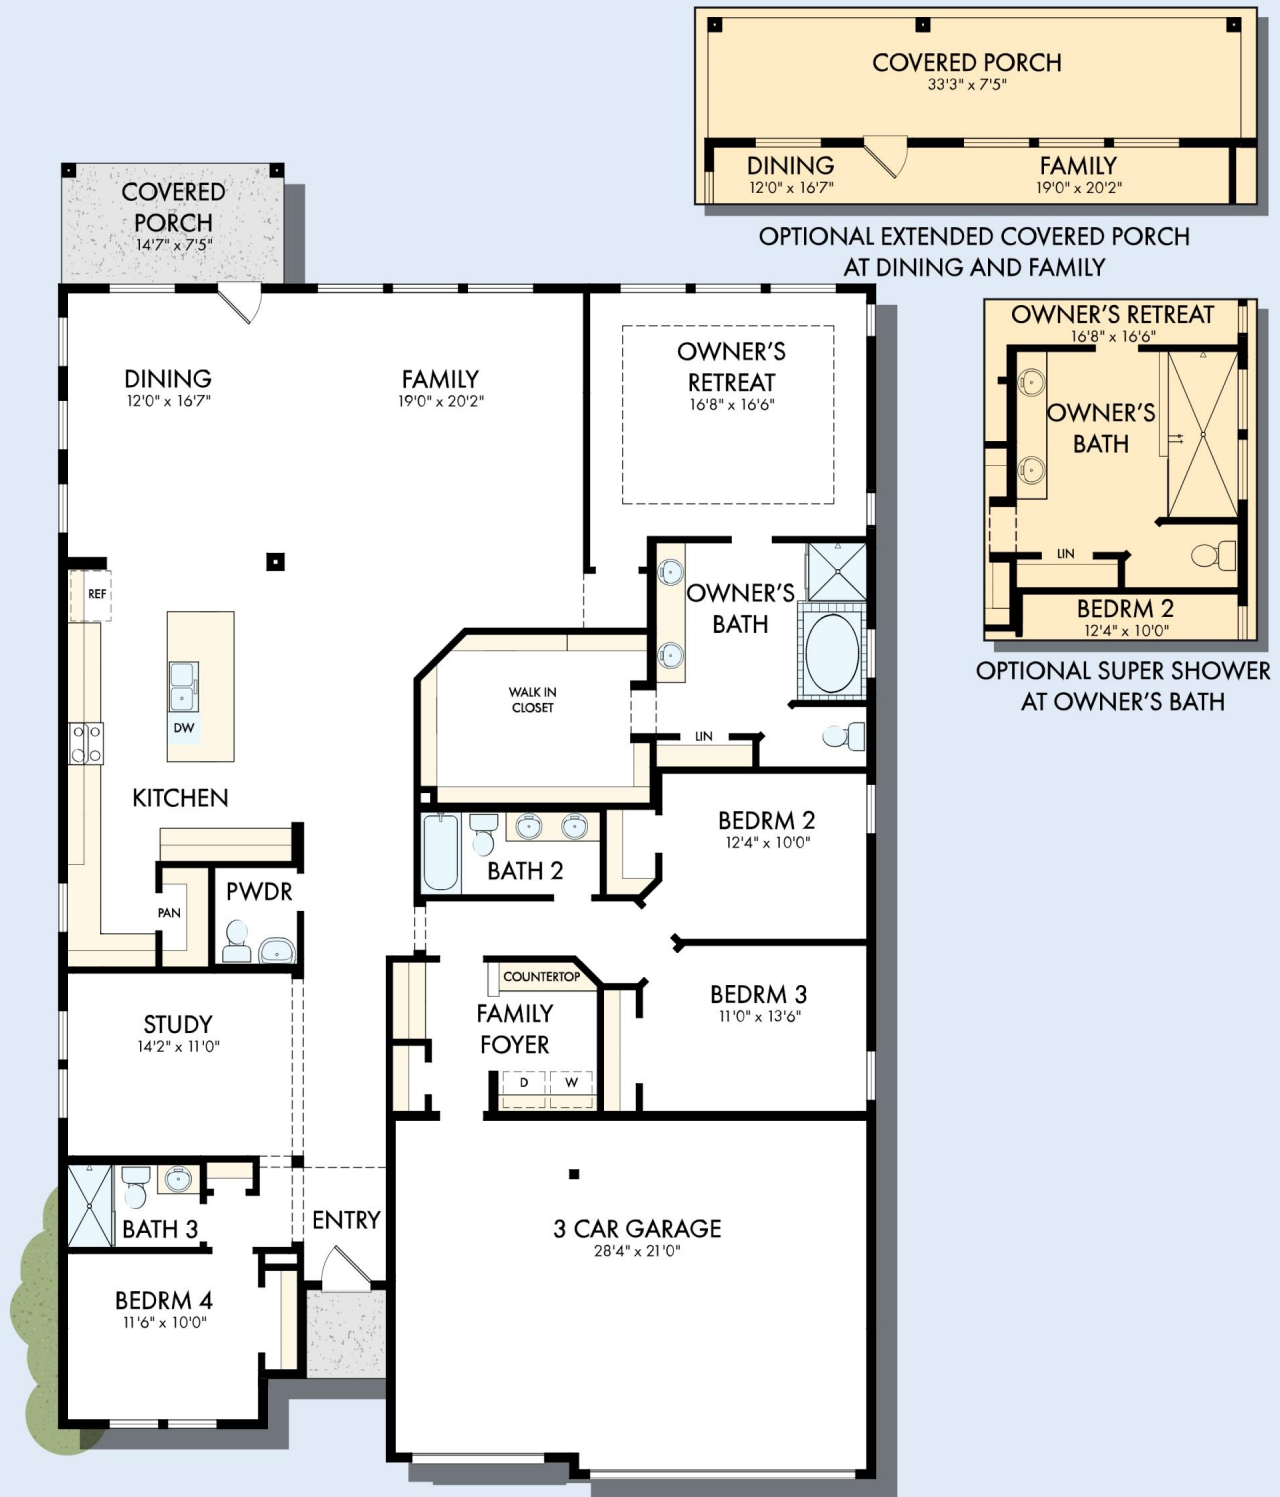 COVERED PORCH
33'3" x 7'5"
DINING
12'0" x 16'7"
FAMILY
19'0" x 20'2"
OPTIONAL EXTENDED COVERED PORCH
AT DINING AND FAMILY
COVERED
PORCH
14'7" x 7'5"
DINING
12'0" x 16'7"
FAMILY
19'0" x 20'2"
OWNER'S
RETREAT
16'8" x 16'6"
OWNER'S RETREAT
16'8" x 16'6"
OWNER'S
BATH
LIN
BEDRM 2
12'4" x 10'0"
OPTIONAL SUPER SHOWER
AT OWNER'S BATH
REF
DW
KITCHEN
OWNER'S
BATH
WALK IN
CLOSET
LIN
BEDRM 2
12'4" x 10'0"
BATH 2
PWDR
PAN
COUNTERTOP
FAMILY
FOYER
D
W
BEDRM 3
11'0" x 13'6"
STUDY
14'2" x 11'0"
BATH 3
ENTRY
3 CAR GARAGE
28'4" x 21'0"
BEDRM 4
11'6" x 10'0"